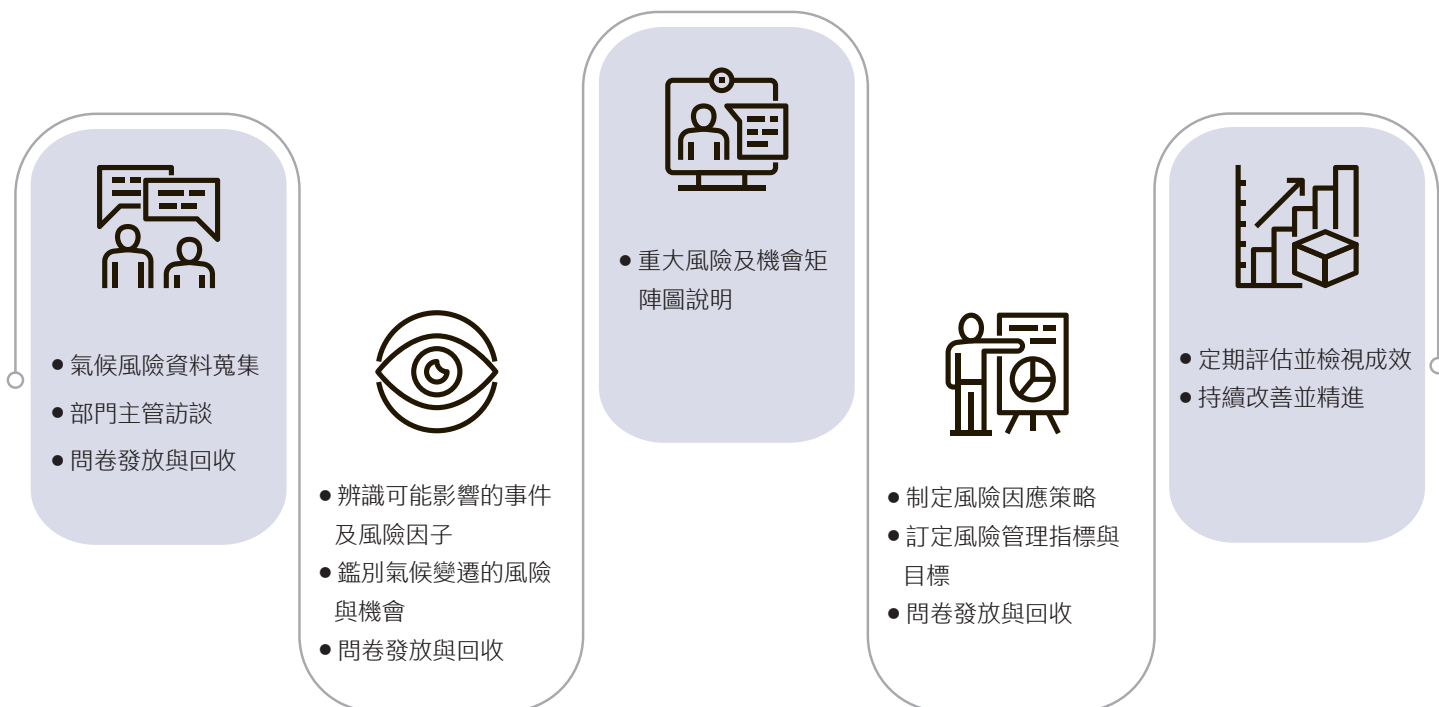 ● 氣候風險資料蒐集
● 部門主管訪談
● 問卷發放與回收
● 辨識可能影響的事件
及風險因子
● 鑑別氣候變遷的風險
與機會
● 問卷發放與回收
● 重大風險及機會矩
陣圖說明
● 制定風險因應策略
● 訂定風險管理指標與
目標
● 問卷發放與回收
● 定期評估並檢視成效
● 持續改善並精進